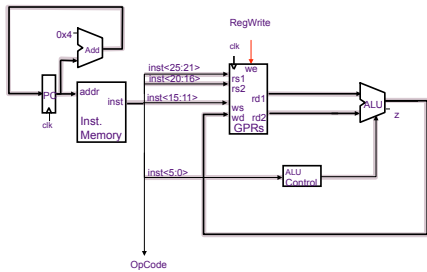 RegWrite
0x4
Add
clk
inst<25:21>
inst<20:16>
we
rs1
rs2
PC
addr
inst
inst<15:11>
rd1
ws
wd
rd2
ALU
z
Inst.
Memory
GPRs
clk
inst<5:0>
ALU
Control
OpCode